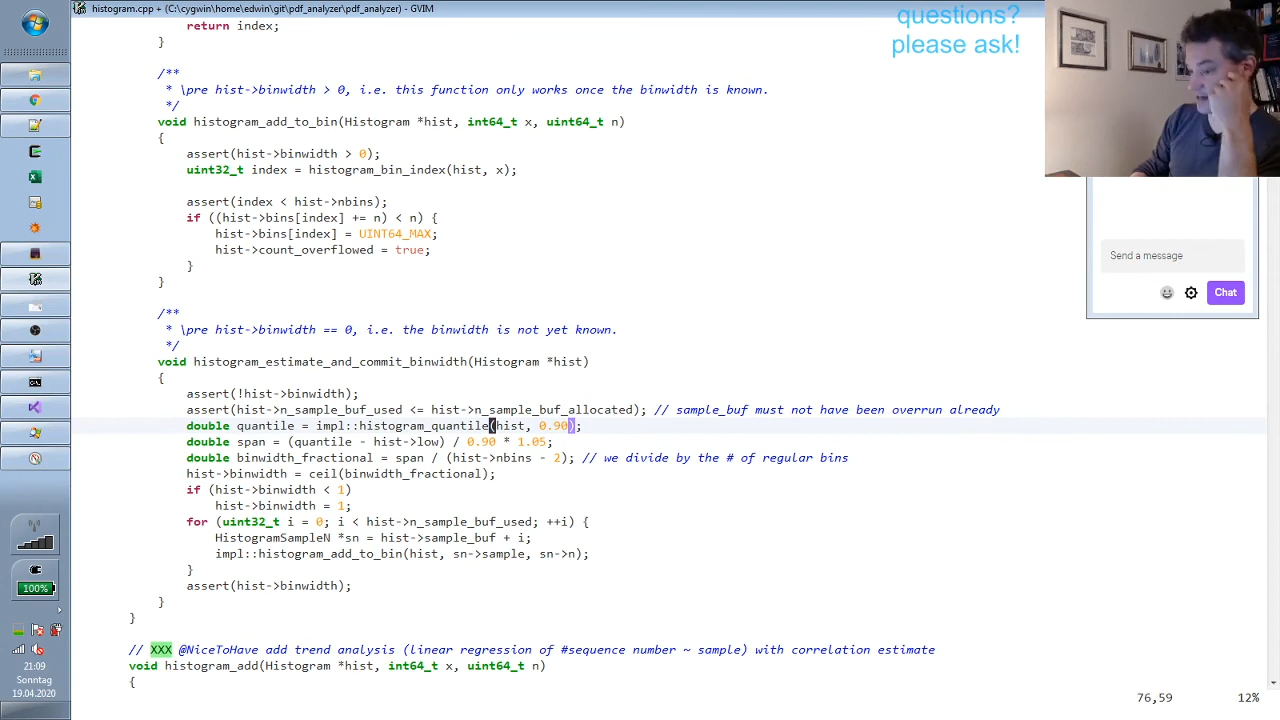 histogram.cpp + (C:\cygwin\home\edwin\git\pdf_analyzer\pdf_analyzer) - GVIM
questions?
please ask!
return index;
}
/**
* \pre hist->binwidth > 0, i.e. this function only works once the binwidth is known.
*/
void histogram_add_to_bin(Histogram *hist, int64_t x, uint64_t n)
{
assert(hist->binwidth > 0);
uint32_t index = histogram_bin_index(hist, x);
assert(index < hist->nbins);
if ((hist->bins[index] += n) < n) {
hist->bins[index] = UINT64_MAX;
hist->count_overflowed = true;
}
}
/**
* \pre hist->binwidth == 0, i.e. the binwidth is not yet known.
*/
void histogram_estimate_and_commit_binwidth(Histogram *hist)
{
assert(!hist->binwidth);
assert(hist->n_sample_buf_used <= hist->n_sample_buf_allocated); // sample_buf must not have been overrun already
double quantile = impl::histogram_quantile(hist, 0.90);
double span = (quantile - hist->low) / 0.90 * 1.05;
double binwidth_fractional = span / (hist->nbins - 2); // we divide by the # of regular bins
hist->binwidth = ceil(binwidth_fractional);
if (hist->binwidth < 1)
hist->binwidth = 1;
for (uint32_t i = 0; i < hist->n_sample_buf_used; ++i) {
HistogramSampleN *sn = hist->sample_buf + i;
impl::histogram_add_to_bin(hist, sn->sample, sn->n);
}
assert(hist->binwidth);
}
}
// XXX @NiceToHave add trend analysis (linear regression of #sequence number ~ sample) with correlation estimate
void histogram_add(Histogram *hist, int64_t x, uint64_t n)
{
76,59 12%
Send a message
Chat
100%
21:09
Sonntag
19.04.2020